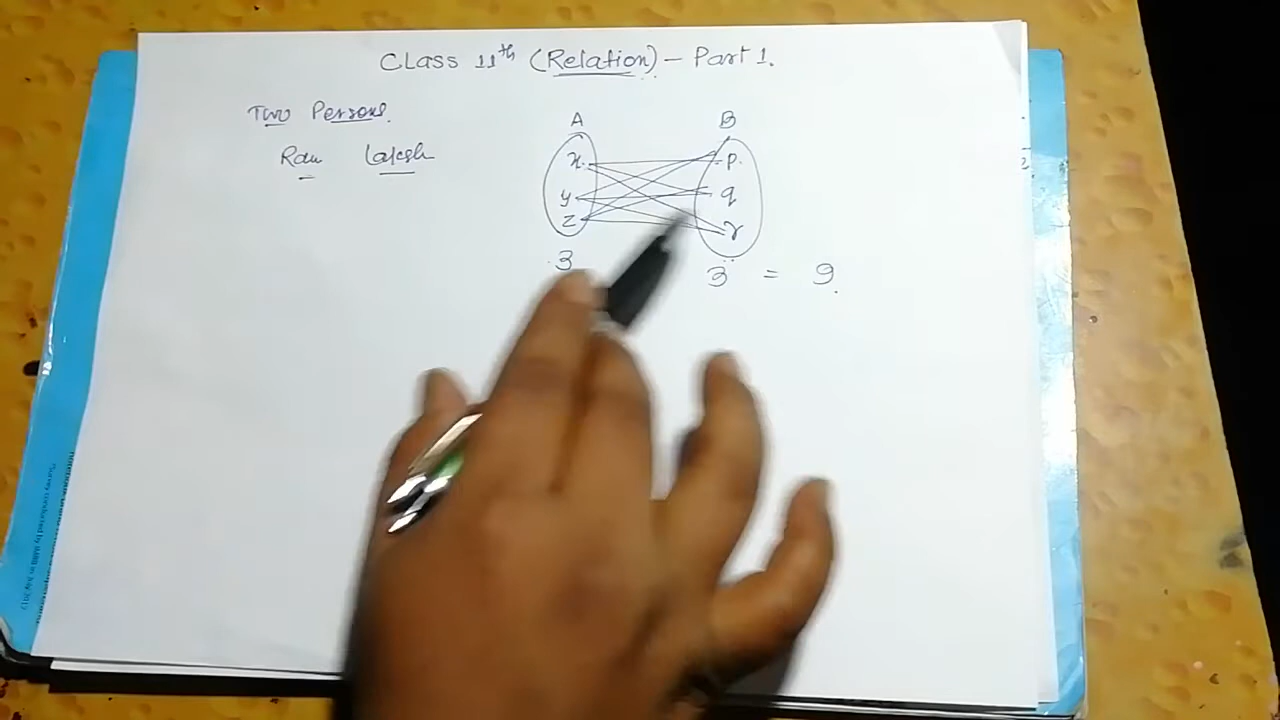 Class 11th (Relation) - Part 1.
Two Persons.
Ram Lokesh
A B
x. p.
y q
z r
3 3 = 9.